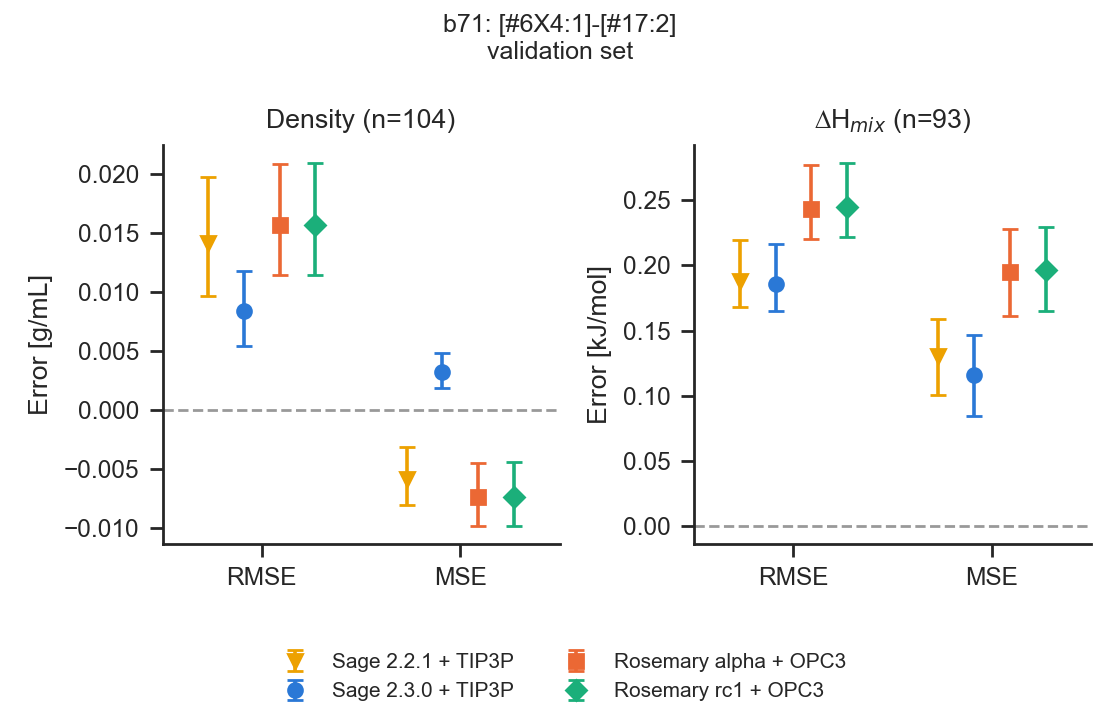 b71: [#6X4:1]-[#17:2]
validation set
Density (n=104)
ΔH_mix (n=93)
Error [g/mL]
0.020
0.015
0.010
0.005
0.000
−0.005
−0.010
RMSE
MSE
Error [kJ/mol]
0.25
0.20
0.15
0.10
0.05
0.00
RMSE
MSE
Sage 2.2.1 + TIP3P
Sage 2.3.0 + TIP3P
Rosemary alpha + OPC3
Rosemary rc1 + OPC3